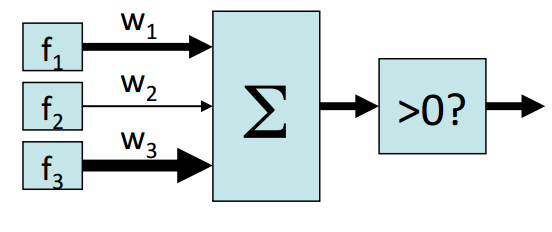 f₁
w₁
f₂
w₂
f₃
w₃
Σ
>0?